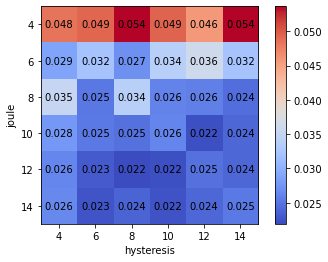 4 0.048 0.049 0.054 0.049 0.046 0.054
6 0.029 0.032 0.027 0.034 0.036 0.032
8 0.035 0.025 0.034 0.026 0.026 0.024
10 0.028 0.025 0.025 0.026 0.022 0.024
12 0.026 0.023 0.022 0.022 0.025 0.024
14 0.026 0.023 0.024 0.022 0.024 0.025
4 6 8 10 12 14
joule
hysteresis
0.050
0.045
0.040
0.035
0.030
0.025